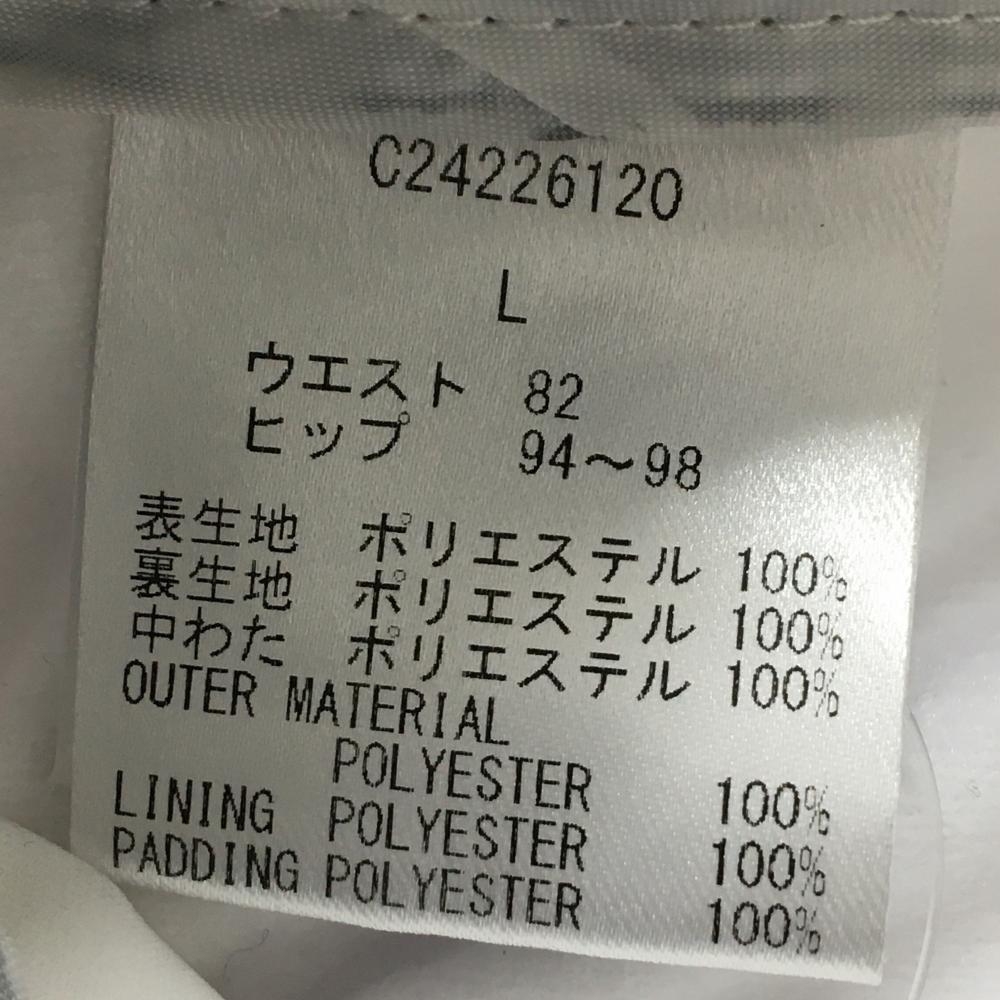 C24226120
L
ウエスト 82
ヒップ 94〜98
表生地 ポリエステル 100%
裏生地 ポリエステル 100%
中わた ポリエステル 100%
OUTER MATERIAL
POLYESTER 100%
LINING POLYESTER 100%
PADDING POLYESTER 100%